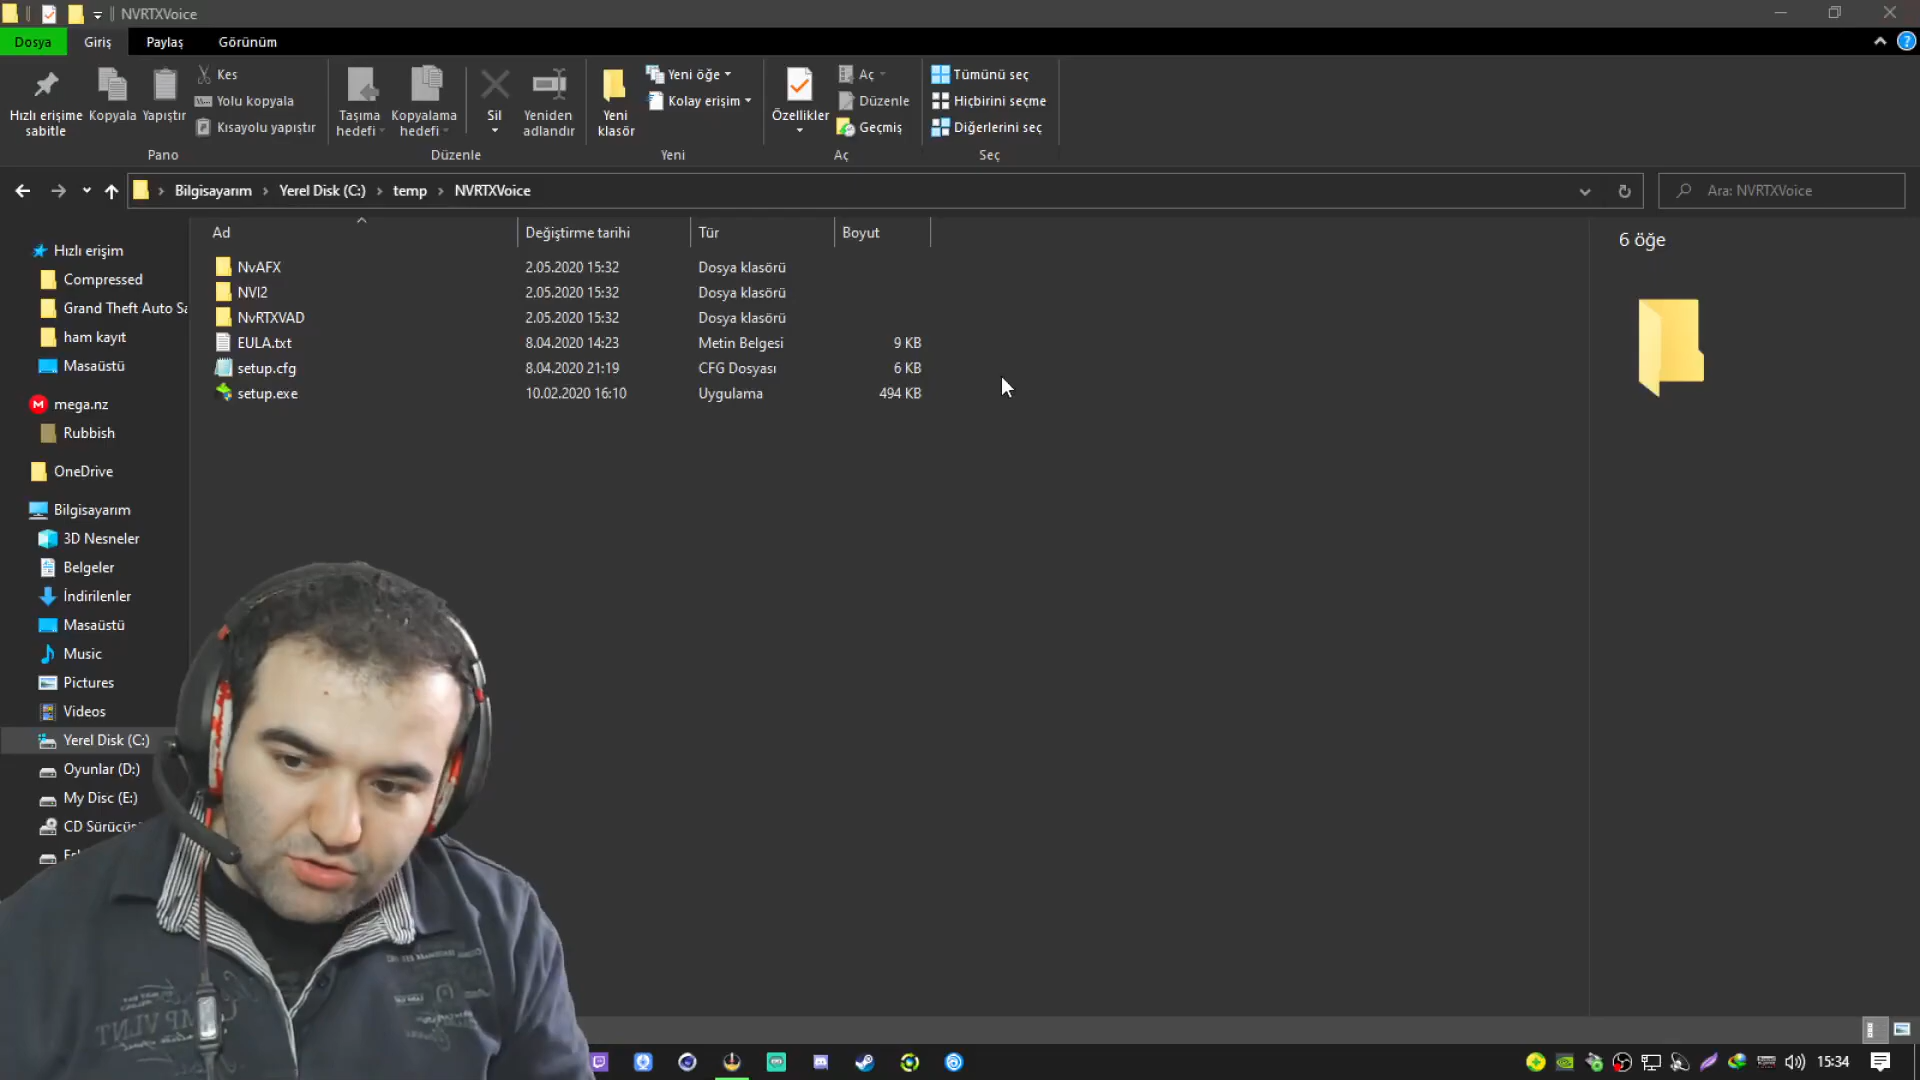 NVRTXVoice
Dosya Giriş Paylaş Görünüm
Hızlı erişime sabitle
Kopyala
Yapıştır
Kes
Yolu kopyala
Kısayolu yapıştır
Pano
Taşıma hedefi
Kopyalama hedefi
Sil
Yeniden adlandır
Düzenle
Yeni klasör
Yeni öğe
Kolay erişim
Yeni
Özellikler
Aç
Düzenle
Geçmiş
Aç
Tümünü seç
Hiçbirini seçme
Diğerlerini seç
Seç
Bilgisayarım > Yerel Disk (C:) > temp > NVRTXVoice
Ara: NVRTXVoice
Ad Değiştirme tarihi Tür Boyut
NvAFX 2.05.2020 15:32 Dosya klasörü
NVI2 2.05.2020 15:32 Dosya klasörü
NvRTXVAD 2.05.2020 15:32 Dosya klasörü
EULA.txt 8.04.2020 14:23 Metin Belgesi 9 KB
setup.cfg 8.04.2020 21:19 CFG Dosyası 6 KB
setup.exe 10.02.2020 16:10 Uygulama 494 KB
6 öğe
Hızlı erişim
Compressed
Grand Theft Auto Sa
ham kayıt
Masaüstü
mega.nz
Rubbish
OneDrive
Bilgisayarım
3D Nesneler
Belgeler
İndirilenler
Masaüstü
Music
Pictures
Videos
Yerel Disk (C:)
Oyunlar (D:)
My Disc (E:)
CD Sürücüs
15:34